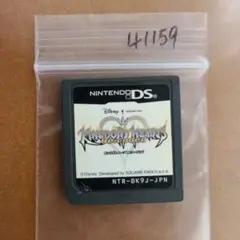 41159
NINTENDO DS
Disney
KINGDOM HEARTS
©Disney Developed by SQUARE ENIX
NTR-BK9J-JPN